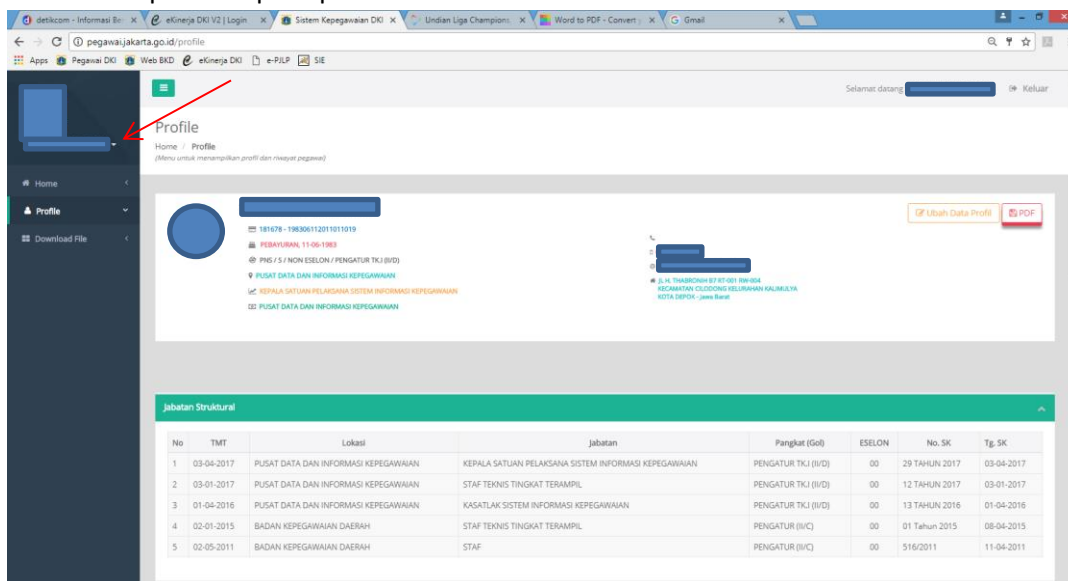 detikcom - Informasi Be
eKinerja DKI V2 | Login
Sistem Kepegawaian DKI
Undian Liga Champions,
Word to PDF - Convert y
Gmail
pegawai.jakarta.go.id/profile
Apps
Pegawai DKI
Web BKD
eKinerja DKI
e-PJLP
SIE
Selamat datang
Keluar
Profile
Home / Profile
(Menu untuk menampilkan profil dan riwayat pegawai)
Home
Profile
Download File
Ubah Data Profil
PDF
181678 - 198306112011011019
PEBAYURAN, 11-06-1983
PNS / S / NON ESELON / PENGATUR TK.I (II/D)
PUSAT DATA DAN INFORMASI KEPEGAWAIAN
KEPALA SATUAN PELAKSANA SISTEM INFORMASI KEPEGAWAIAN
PUSAT DATA DAN INFORMASI KEPEGAWAIAN
JL H. THABRONIH 87 RT-001 RW-004
KECAMATAN CILODONG KELURAHAN KALIMULYA
KOTA DEPOK - Jawa Barat
Jabatan Struktural
No TMT Lokasi Jabatan Pangkat (Gol) ESELON No. SK Tg. SK
1 03-04-2017 PUSAT DATA DAN INFORMASI KEPEGAWAIAN KEPALA SATUAN PELAKSANA SISTEM INFORMASI KEPEGAWAIAN PENGATUR TK.I (II/D) 00 29 TAHUN 2017 03-04-2017
2 03-01-2017 PUSAT DATA DAN INFORMASI KEPEGAWAIAN STAF TEKNIS TINGKAT TERAMPIL PENGATUR TK.I (II/D) 00 12 TAHUN 2017 03-01-2017
3 01-04-2016 PUSAT DATA DAN INFORMASI KEPEGAWAIAN KASATLAK SISTEM INFORMASI KEPEGAWAIAN PENGATUR TK.I (II/D) 00 13 TAHUN 2016 01-04-2016
4 02-01-2015 BADAN KEPEGAWAIAN DAERAH STAF TEKNIS TINGKAT TERAMPIL PENGATUR (II/C) 00 01 Tahun 2015 08-04-2015
5 02-05-2011 BADAN KEPEGAWAIAN DAERAH STAF PENGATUR (II/C) 00 516/2011 11-04-2011